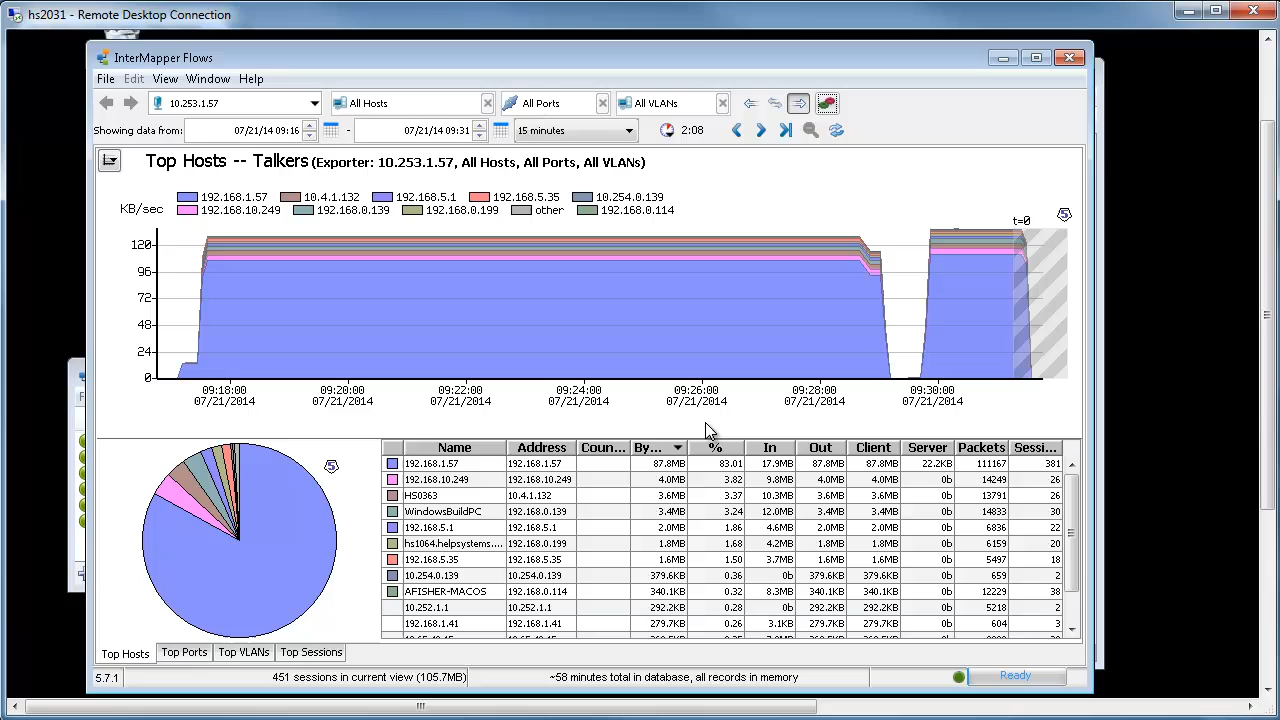 hs2031 - Remote Desktop Connection
InterMapper Flows
File Edit View Window Help
10.253.1.57 All Hosts All Ports All VLANs
Showing data from: 07/21/14 09:16 - 07/21/14 09:31 15 minutes 2:08
Top Hosts -- Talkers (Exporter: 10.253.1.57, All Hosts, All Ports, All VLANs)
192.168.1.57 10.4.1.132 192.168.5.1 192.168.5.35 10.254.0.139
KB/sec 192.168.10.249 192.168.0.139 192.168.0.199 other 192.168.0.114
t=0 5
120
96
72
48
24
0
09:18:00 09:20:00 09:22:00 09:24:00 09:26:00 09:28:00 09:30:00
07/21/2014 07/21/2014 07/21/2014 07/21/2014 07/21/2014 07/21/2014 07/21/2014
5
Name Address Coun... By... % In Out Client Server Packets Sessi...
192.168.1.57 192.168.1.57 87.8MB 83.01 17.9MB 87.8MB 87.8MB 22.2KB 111167 381
192.168.10.249 192.168.10.249 4.0MB 3.82 9.8MB 4.0MB 4.0MB 0b 14249 26
HS0363 10.4.1.132 3.6MB 3.37 10.3MB 3.6MB 3.6MB 0b 13791 26
WindowsBuildPC 192.168.0.139 3.4MB 3.24 12.0MB 3.4MB 3.4MB 0b 14833 30
192.168.5.1 192.168.5.1 2.0MB 1.86 4.6MB 2.0MB 2.0MB 0b 6836 22
hs1064.helpsystems.... 192.168.0.199 1.8MB 1.68 4.2MB 1.8MB 1.8MB 0b 6159 20
192.168.5.35 192.168.5.35 1.6MB 1.50 3.7MB 1.6MB 1.6MB 0b 5497 18
10.254.0.139 10.254.0.139 379.6KB 0.36 0b 379.6KB 379.6KB 0b 659 2
AFISHER-MACOS 192.168.0.114 340.1KB 0.32 8.3MB 340.1KB 340.1KB 0b 12229 38
10.252.1.1 10.252.1.1 292.2KB 0.28 0b 292.2KB 292.2KB 0b 5218 2
192.168.1.41 192.168.1.41 279.7KB 0.26 3.1KB 279.7KB 279.7KB 0b 604 3
Top Hosts Top Ports Top VLANs Top Sessions
5.7.1 451 sessions in current view (105.7MB) ~58 minutes total in database, all records in memory Ready